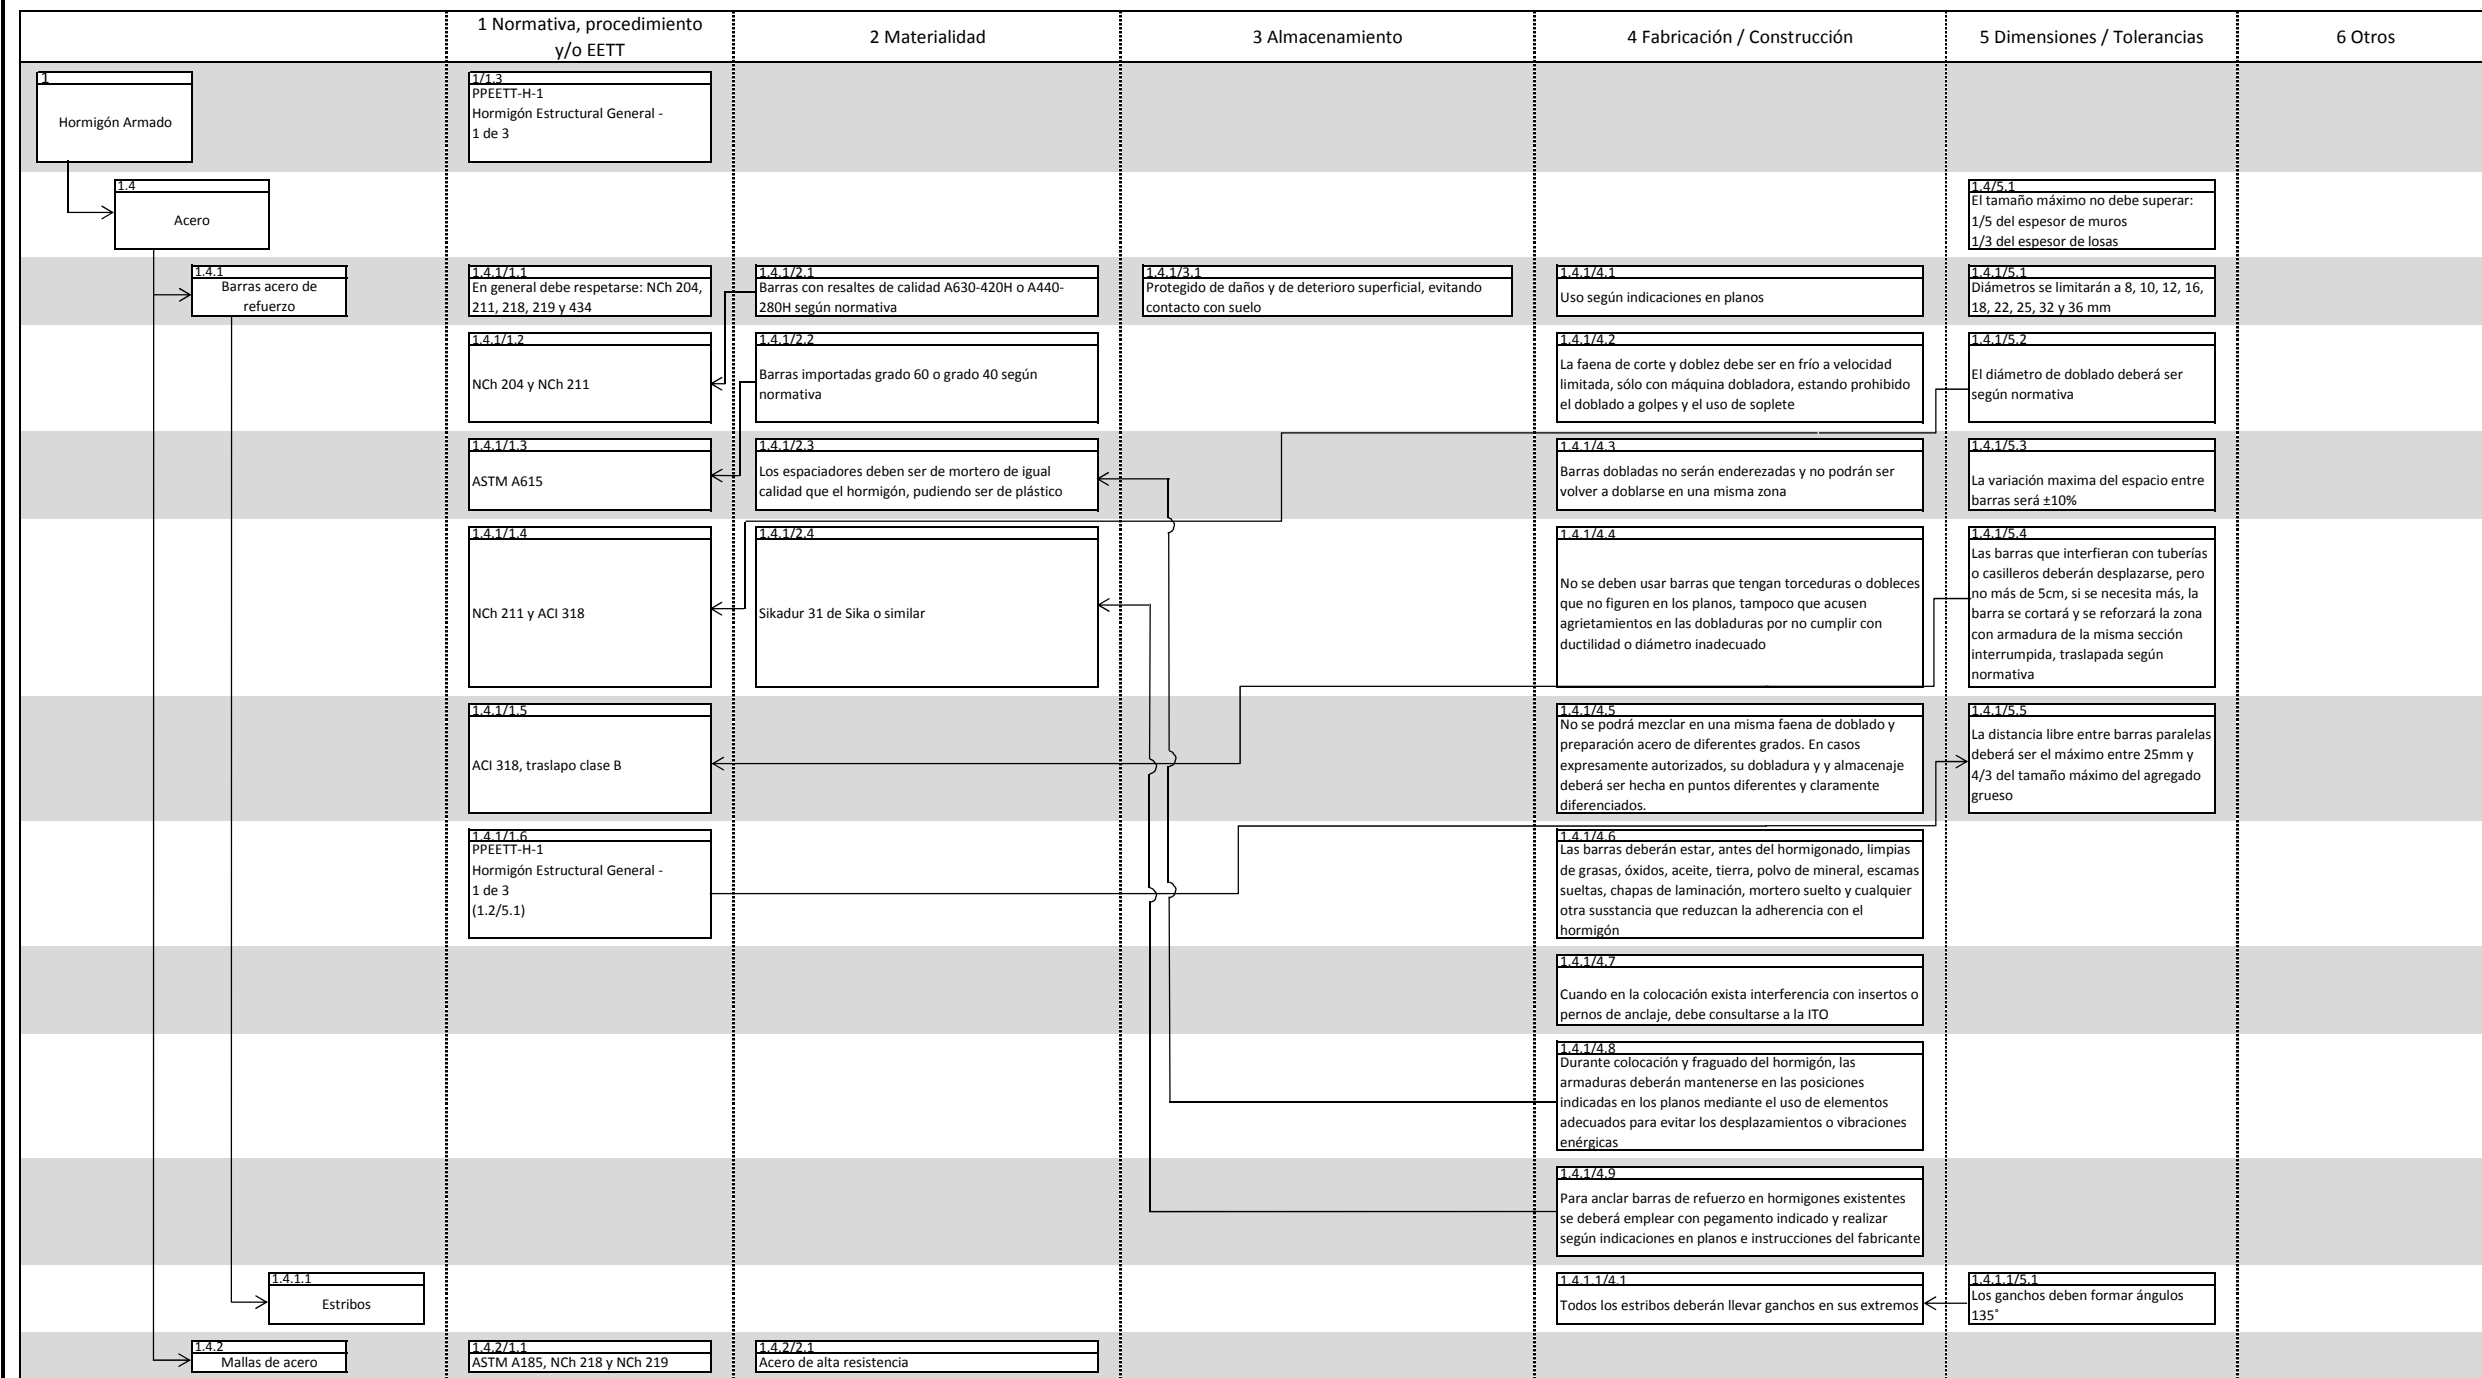 1 Normativa, procedimiento
y/o EETT
2 Materialidad
3 Almacenamiento
4 Fabricación / Construcción
5 Dimensiones / Tolerancias
6 Otros
1
Hormigón Armado
1/1.3
PPEETT-H-1
Hormigón Estructural General -
1 de 3
1.4
Acero
1.4/5.1
El tamaño máximo no debe superar:
1/5 del espesor de muros
1/3 del espesor de losas
1.4.1
Barras acero de
refuerzo
1.4.1/1.1
En general debe respetarse: NCh 204,
211, 218, 219 y 434
1.4.1/2.1
Barras con resaltes de calidad A630-420H o A440-
280H según normativa
1.4.1/3.1
Protegido de daños y de deterioro superficial, evitando
contacto con suelo
1.4.1/4.1
Uso según indicaciones en planos
1.4.1/5.1
Diámetros se limitarán a 8, 10, 12, 16,
18, 22, 25, 32 y 36 mm
1.4.1/1.2
NCh 204 y NCh 211
1.4.1/2.2
Barras importadas grado 60 o grado 40 según
normativa
1.4.1/4.2
La faena de corte y doblez debe ser en frío a velocidad
limitada, sólo con máquina dobladora, estando prohibido
el doblado a golpes y el uso de soplete
1.4.1/5.2
El diámetro de doblado deberá ser
según normativa
1.4.1/1.3
ASTM A615
1.4.1/2.3
Los espaciadores deben ser de mortero de igual
calidad que el hormigón, pudiendo ser de plástico
1.4.1/4.3
Barras dobladas no serán enderezadas y no podrán ser
volver a doblarse en una misma zona
1.4.1/5.3
La variación maxima del espacio entre
barras será ±10%
1.4.1/1.4
NCh 211 y ACI 318
1.4.1/2.4
Sikadur 31 de Sika o similar
1.4.1/4.4
No se deben usar barras que tengan torceduras o dobleces
que no figuren en los planos, tampoco que acusen
agrietamientos en las dobladuras por no cumplir con
ductilidad o diámetro inadecuado
1.4.1/5.4
Las barras que interfieran con tuberías
o casilleros deberán desplazarse, pero
no más de 5cm, si se necesita más, la
barra se cortará y se reforzará la zona
con armadura de la misma sección
interrumpida, traslapada según
normativa
1.4.1/1.5
ACI 318, traslapo clase B
1.4.1/4.5
No se podrá mezclar en una misma faena de doblado y
preparación acero de diferentes grados. En casos
expresamente autorizados, su dobladura y y almacenaje
deberá ser hecha en puntos diferentes y claramente
diferenciados.
1.4.1/5.5
La distancia libre entre barras paralelas
deberá ser el máximo entre 25mm y
4/3 del tamaño máximo del agregado
grueso
1.4.1/1.6
PPEETT-H-1
Hormigón Estructural General -
1 de 3
(1.2/5.1)
1.4.1/4.6
Las barras deberán estar, antes del hormigonado, limpias
de grasas, óxidos, aceite, tierra, polvo de mineral, escamas
sueltas, chapas de laminación, mortero suelto y cualquier
otra susstancia que reduzcan la adherencia con el
hormigón
1.4.1/4.7
Cuando en la colocación exista interferencia con insertos o
pernos de anclaje, debe consultarse a la ITO
1.4.1/4.8
Durante colocación y fraguado del hormigón, las
armaduras deberán mantenerse en las posiciones
indicadas en los planos mediante el uso de elementos
adecuados para evitar los desplazamientos o vibraciones
enérgicas
1.4.1/4.9
Para anclar barras de refuerzo en hormigones existentes
se deberá emplear con pegamento indicado y realizar
según indicaciones en planos e instrucciones del fabricante
1.4.1.1
Estribos
1.4.1.1/4.1
Todos los estribos deberán llevar ganchos en sus extremos
1.4.1.1/5.1
Los ganchos deben formar ángulos
135˚
1.4.2
Mallas de acero
1.4.2/1.1
ASTM A185, NCh 218 y NCh 219
1.4.2/2.1
Acero de alta resistencia